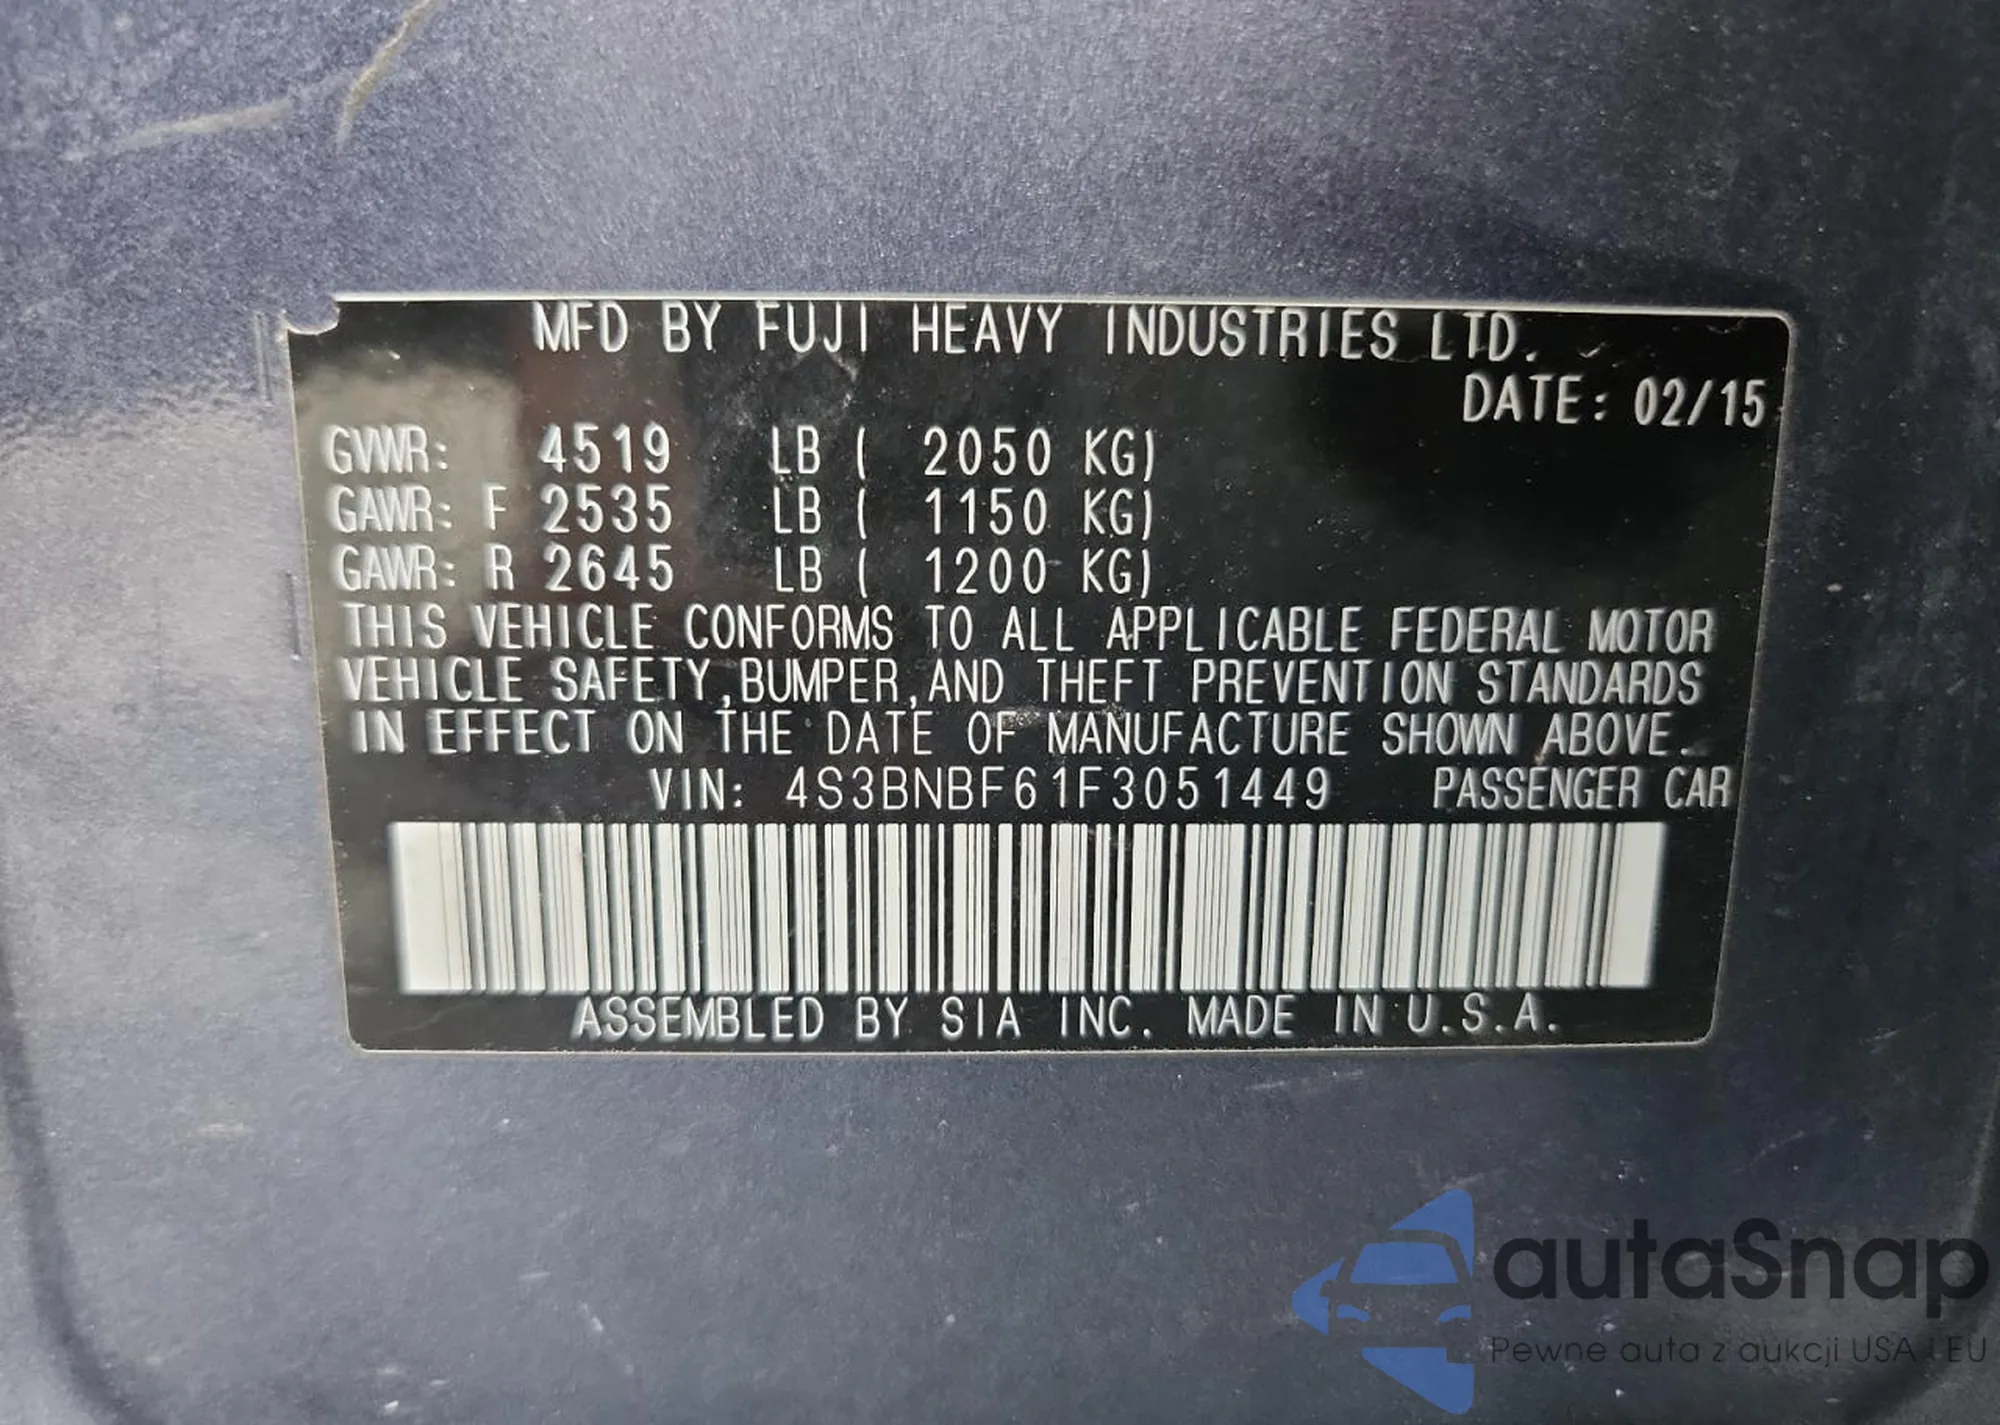 MFD BY FUJI HEAVY INDUSTRIES LTD.
DATE: 02/15
GVWR: 4519 LB ( 2050 KG)
GAWR: F 2535 LB ( 1150 KG)
GAWR: R 2645 LB ( 1200 KG)
THIS VEHICLE CONFORMS TO ALL APPLICABLE FEDERAL MOTOR
VEHICLE SAFETY,BUMPER,AND THEFT PREVENTION STANDARDS
IN EFFECT ON THE DATE OF MANUFACTURE SHOWN ABOVE.
VIN: 4S3BNBF61F3051449 PASSENGER CAR
ASSEMBLED BY SIA INC. MADE IN U.S.A.
autaSnap
Pewne auta z aukcji USA i EU